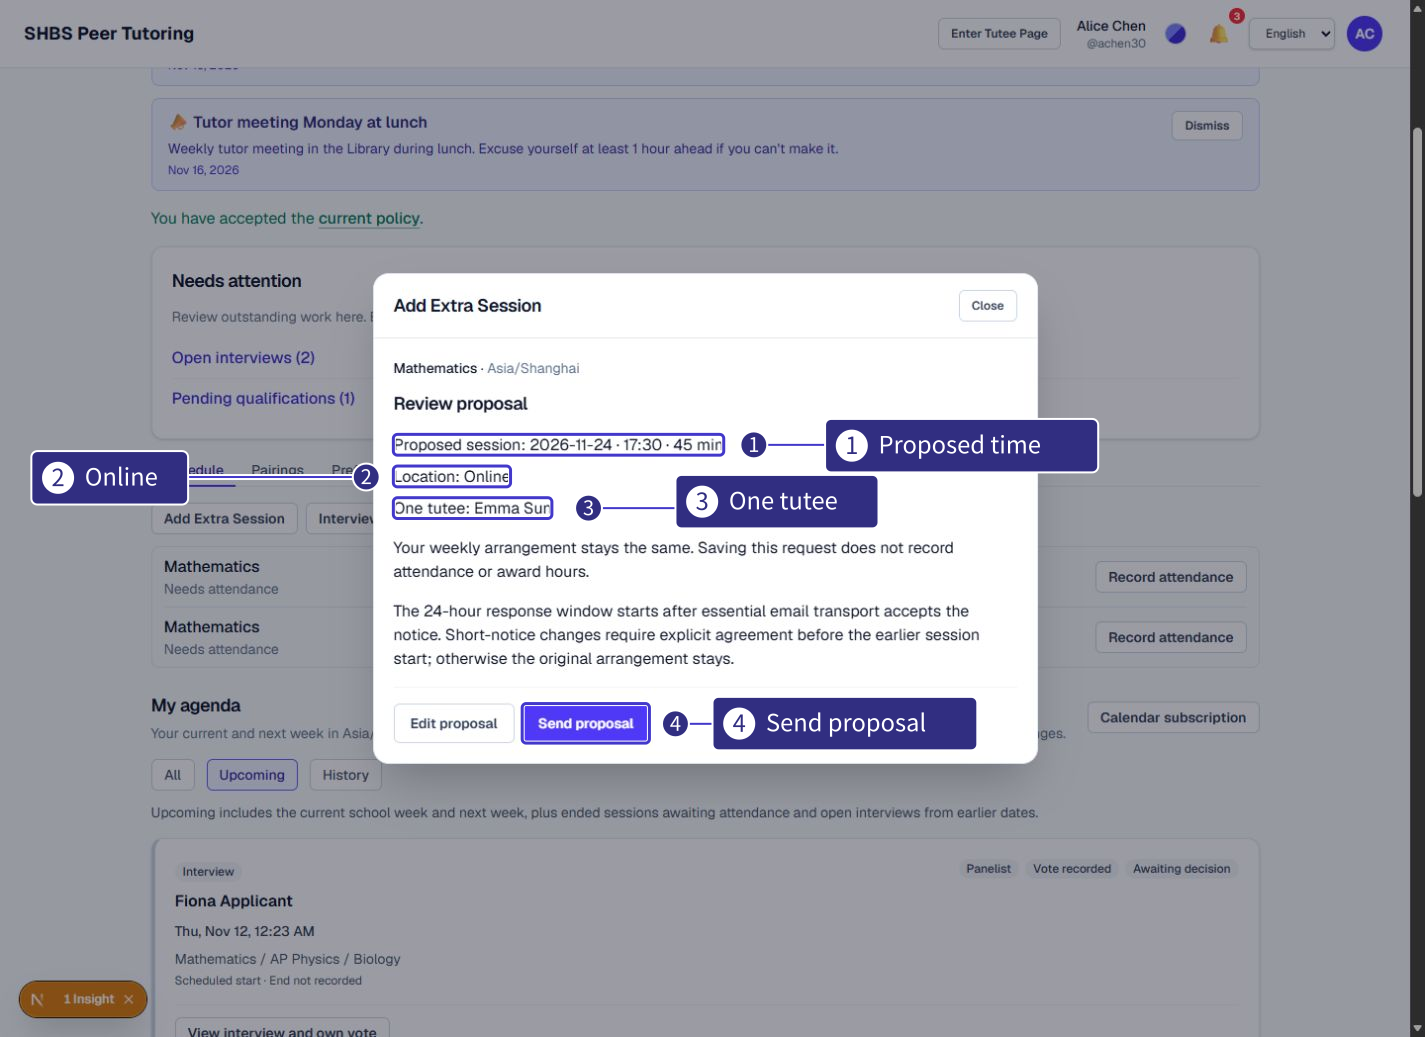 SHBS Peer Tutoring
Enter Tutee Page
Alice Chen
@achen30
3
English
AC
Tutor meeting Monday at lunch
Dismiss
Weekly tutor meeting in the Library during lunch. Excuse yourself at least 1 hour ahead if you can't make it.
Nov 16, 2026
You have accepted the current policy.
Needs attention
Review outstanding work here.
Open interviews (2)
Pending qualifications (1)
Add Extra Session
Close
Mathematics · Asia/Shanghai
Review proposal
Proposed session: 2026-11-24 · 17:30 · 45 min
1
1 Proposed time
2 Online
2
Location: Online
One tutee: Emma Sun
3
3 One tutee
Your weekly arrangement stays the same. Saving this request does not record
attendance or award hours.
The 24-hour response window starts after essential email transport accepts the
notice. Short-notice changes require explicit agreement before the earlier session
start; otherwise the original arrangement stays.
Edit proposal
Send proposal
4
4 Send proposal
Pairings
Add Extra Session
Mathematics
Needs attendance
Record attendance
Mathematics
Needs attendance
Record attendance
My agenda
Calendar subscription
Your current and next week in Asia/
All
Upcoming
History
Upcoming includes the current school week and next week, plus ended sessions awaiting attendance and open interviews from earlier dates.
Interview
Panelist
Vote recorded
Awaiting decision
Fiona Applicant
Thu, Nov 12, 12:23 AM
Mathematics / AP Physics / Biology
Scheduled start · End not recorded
N 1 Insight ×
View interview and own vote